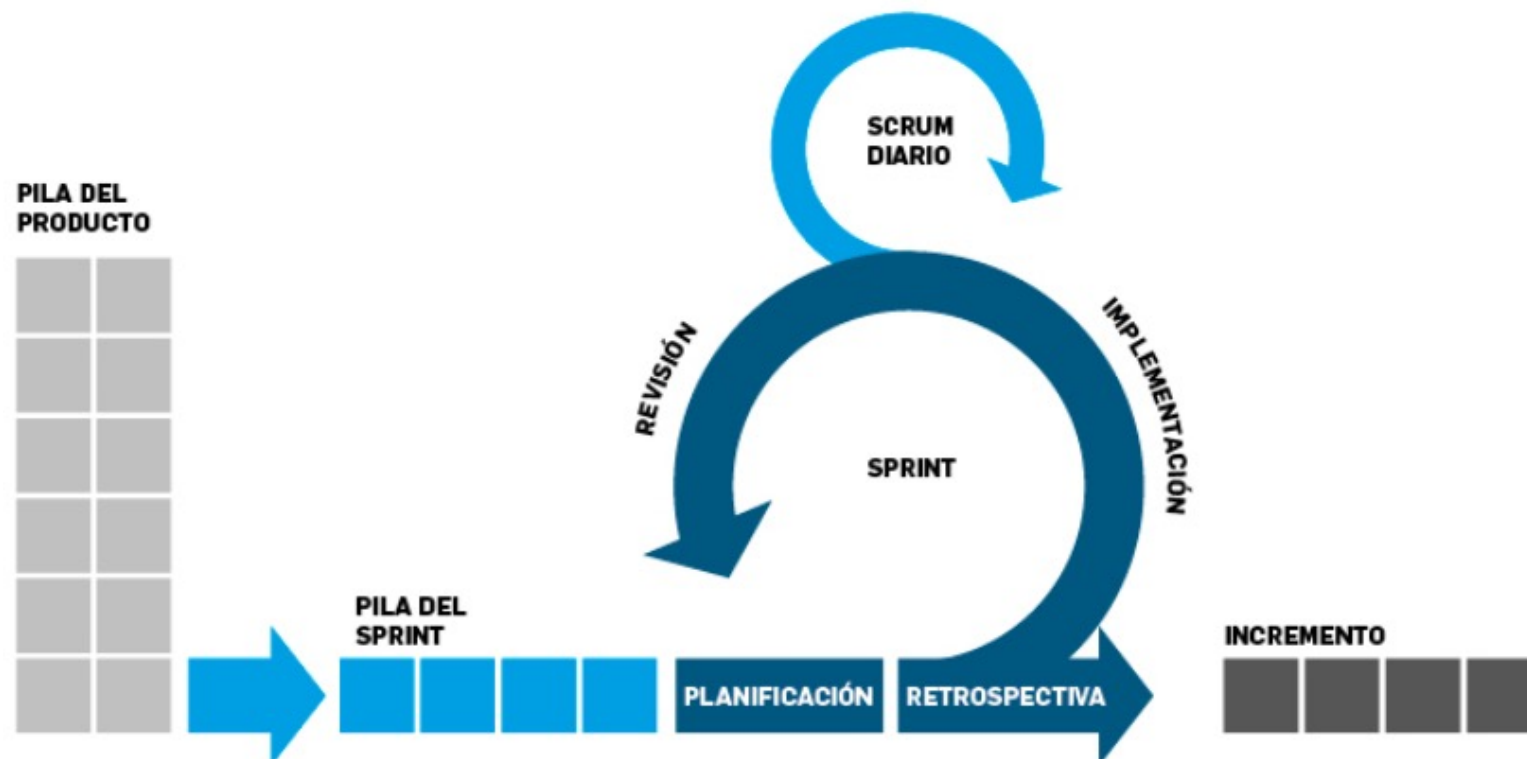 SCRUM
DIARIO
PILA DEL
PRODUCTO
REVISIÓN
IMPLEMENTACIÓN
SPRINT
PILA DEL
SPRINT
INCREMENTO
PLANIFICACIÓN
RETROSPECTIVA